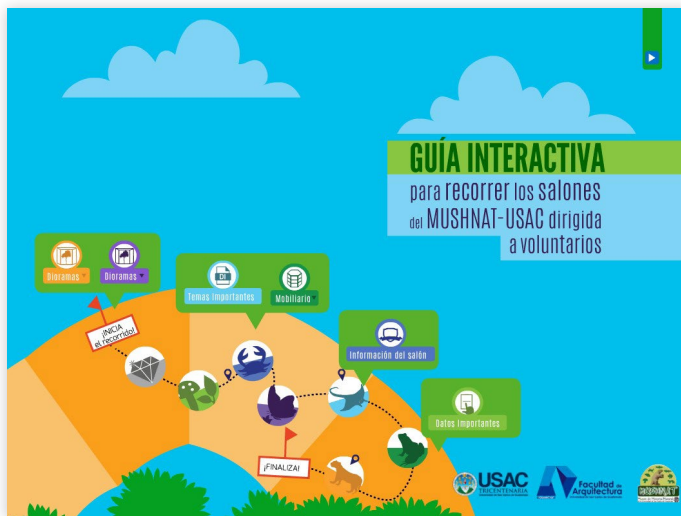 GUÍA INTERACTIVA
para recorrer los salones
del MUSHNAT-USAC dirigida
a voluntarios
Dioramas
Dioramas
Temas Importantes
Mobiliario
¡INICIA
el recorrido!
Información del salón
Datos Importantes
¡FINALIZA!
USAC
TRICENTENARIA
Facultad de
Arquitectura